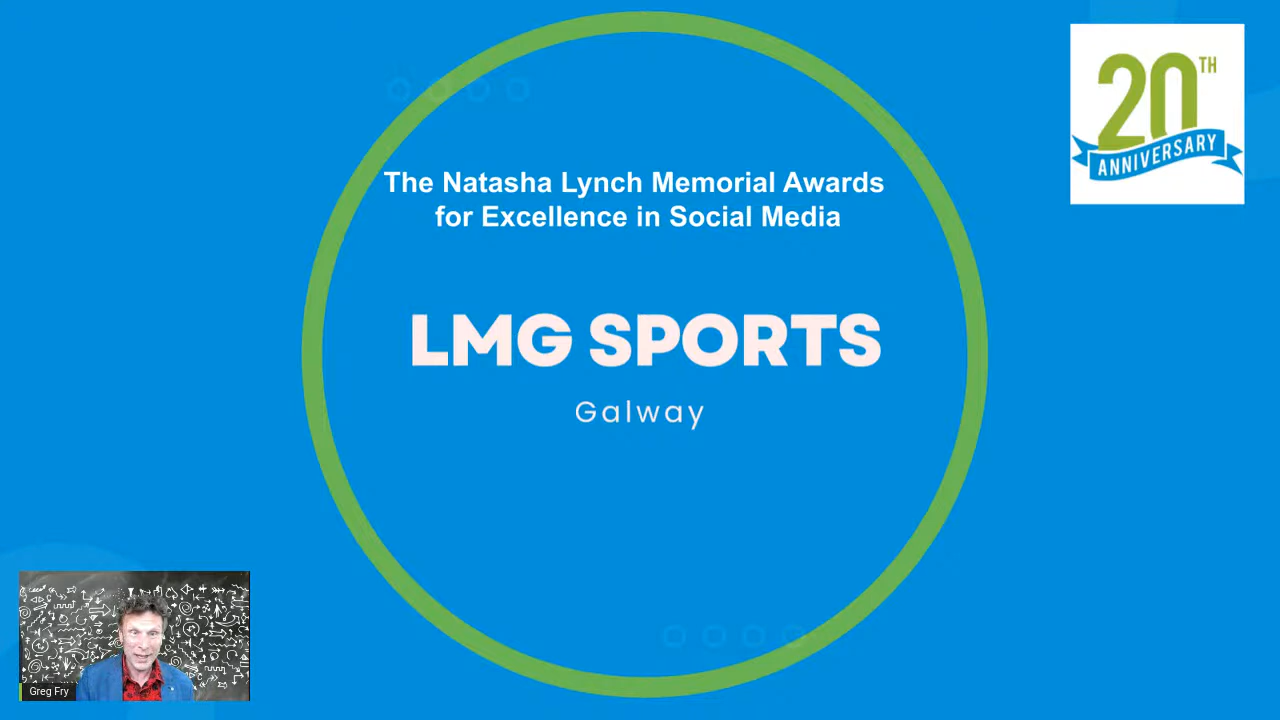 20TH
ANNIVERSARY
The Natasha Lynch Memorial Awards
for Excellence in Social Media
LMG SPORTS
Galway
Greg Fry